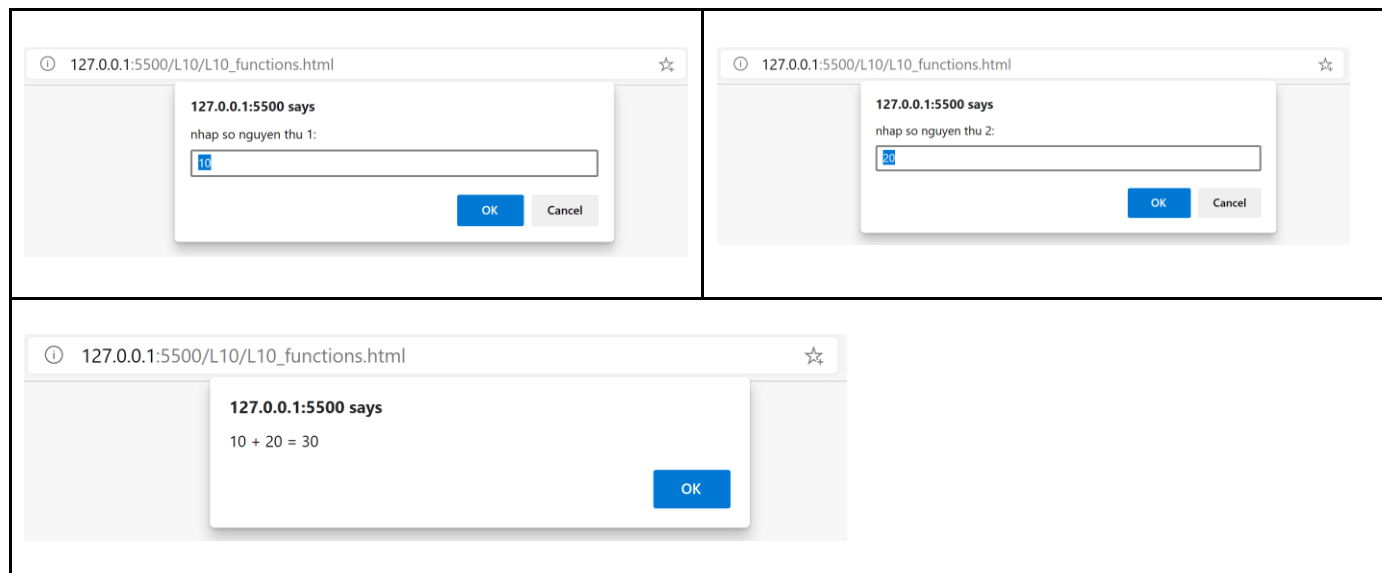 127.0.0.1:5500/L10/L10_functions.html
127.0.0.1:5500 says
nhap so nguyen thu 1:
10
OK Cancel
127.0.0.1:5500/L10/L10_functions.html
127.0.0.1:5500 says
nhap so nguyen thu 2:
20
OK Cancel
127.0.0.1:5500/L10/L10_functions.html
127.0.0.1:5500 says
10 + 20 = 30
OK